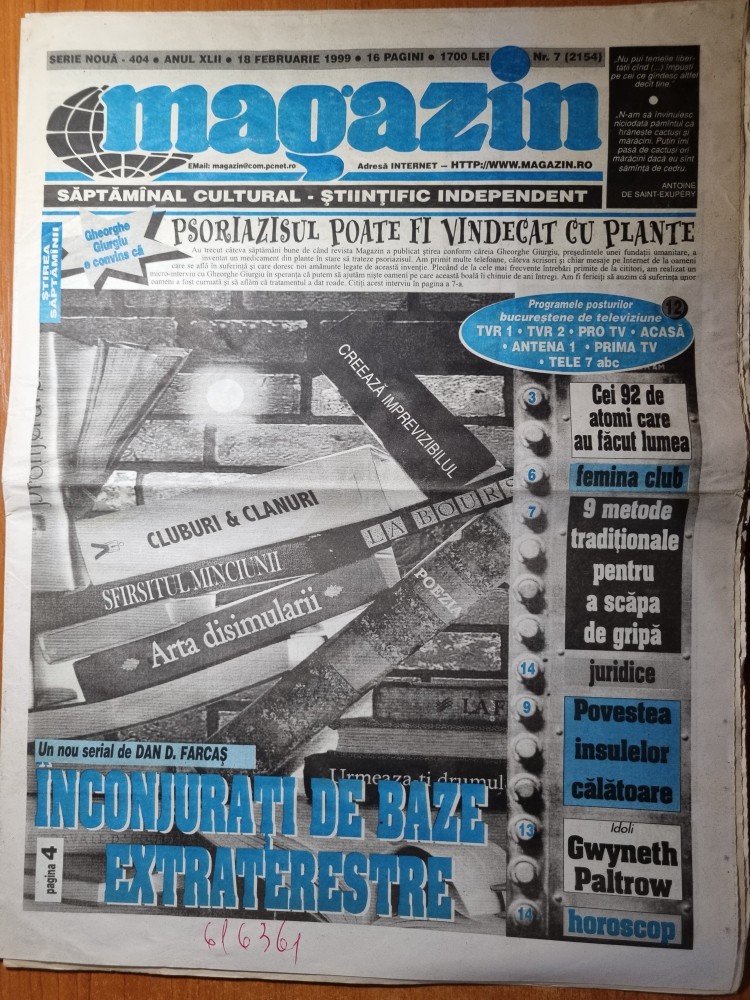 SERIE NOUĂ - 404 • ANUL XLII • 18 FEBRUARIE 1999 • 16 PAGINI • 1700 LEI • Nr. 7 (2154)
magazin
EMail: magazin@com.pcnet.ro
Adresă INTERNET – HTTP://WWW.MAGAZIN.RO
SĂPTĂMÎNAL CULTURAL - ŞTIINŢIFIC INDEPENDENT
„Nu pui temelie liber-
tăţii cînd (...) impuşti
pe cei ce gîndesc altfel
decît tine.”
„N-am să învinuiesc
niciodată pămîntul că
hrăneşte cactuşi şi
mărăcini. Puţin îmi
pasă de cactuşi ori
mărăcini dacă eu sînt
sămînţa de cedru.
ANTOINE
DE SAINT-EXUPERY
ŞTIREA
SĂPTĂMÎNII
Gheorghe
Giurgiu
e convins că
PSORIAZISUL POATE FI VINDECAT CU PLANTE
Au trecut câteva săptămâni bune de când revista Magazin a publicat ştirea conform căreia Gheorghe Giurgiu, preşedintele unei fundaţii umanitare, a
inventat un medicament din plante în stare să trateze psoriazisul. Am primit multe telefoane, câteva scrisori şi chiar mesaje pe Internet de la oameni
care se află în suferinţă şi care doresc noi amănunte legate de această invenţie. Plecând de la cele mai frecvente întrebări primite de la cititori, am realizat un
micro-interviu cu Gheorghe Giurgiu în speranţa că putem să ajutăm nişte oameni pe care această boală îi chinuie de ani întregi. Am fi fericiţi să auzim că suferinţa unor
oameni a fost curmată şi să aflăm că tratamentul a dat roade. Citiţi acest interviu în pagina a 7-a.
Programele posturilor
bucureştene de televiziune
12
TVR 1 • TVR 2 • PRO TV • ACASĂ
• ANTENA 1 • PRIMA TV
• TELE 7 abc
CREEAZĂ IMPREVIZIBILUL
CLUBURI & CLANURI
LA BOURS
SFIRSITUL MINCIUNII
Arta disimularii
POEZIA
LA F
Urmeaza-ti drumul
3
Cei 92 de
atomi care
au făcut lumea
6
femina club
7
9 metode
tradiţionale
pentru
a scăpa
de gripă
14
juridice
9
Povestea
insulelor
călătoare
13
Idoli
Gwyneth
Paltrow
14
horoscop
Un nou serial de DAN D. FARCAŞ
ÎNCONJURAŢI DE BAZE
EXTRATERESTRE
pagina 4
616361